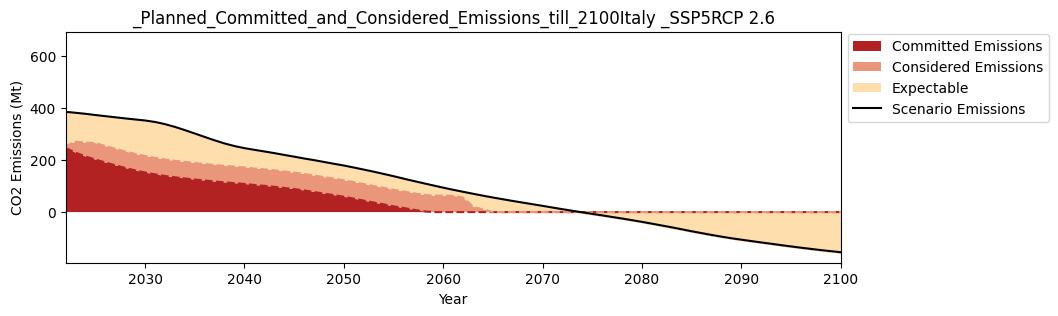 _Planned_Committed_and_Considered_Emissions_till_2100Italy _SSP5RCP 2.6
CO2 Emissions (Mt)
600
400
200
0
2030 2040 2050 2060 2070 2080 2090 2100
Year
Committed Emissions
Considered Emissions
Expectable
Scenario Emissions